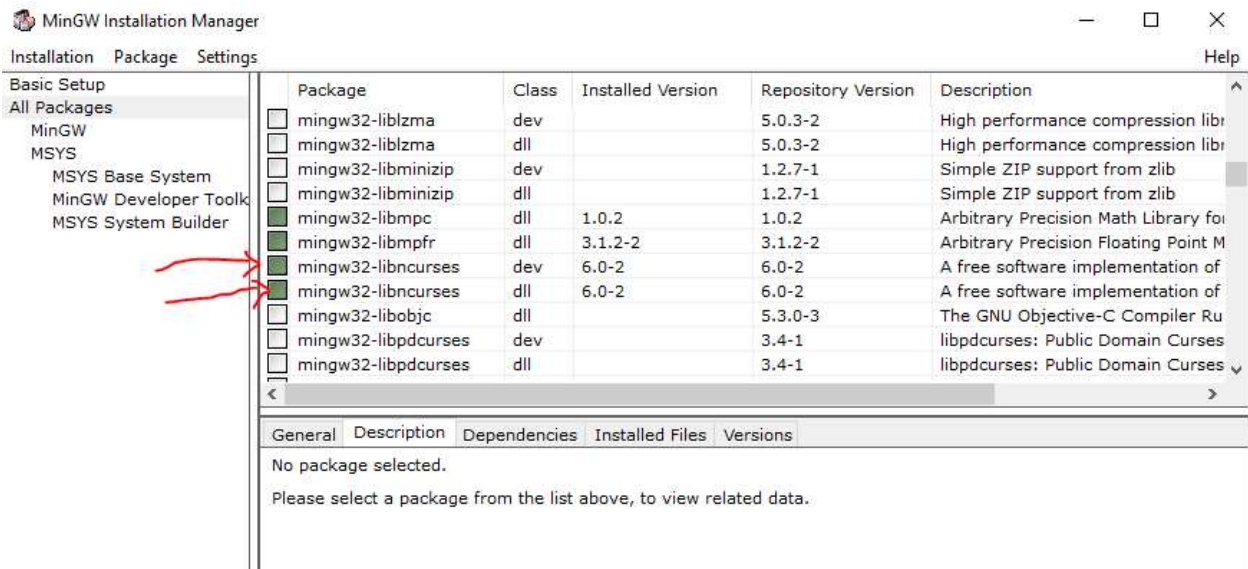 MinGW Installation Manager
Installation Package Settings Help
Basic Setup
All Packages
MinGW
MSYS
MSYS Base System
MinGW Developer Toolk
MSYS System Builder
Package Class Installed Version Repository Version Description
mingw32-liblzma dev 5.0.3-2 High performance compression libr
mingw32-liblzma dll 5.0.3-2 High performance compression libr
mingw32-libminizip dev 1.2.7-1 Simple ZIP support from zlib
mingw32-libminizip dll 1.2.7-1 Simple ZIP support from zlib
mingw32-libmpc dll 1.0.2 1.0.2 Arbitrary Precision Math Library for
mingw32-libmpfr dll 3.1.2-2 3.1.2-2 Arbitrary Precision Floating Point M
mingw32-libncurses dev 6.0-2 6.0-2 A free software implementation of
mingw32-libncurses dll 6.0-2 6.0-2 A free software implementation of
mingw32-libobjc dll 5.3.0-3 The GNU Objective-C Compiler Ru
mingw32-libpdcurses dev 3.4-1 libpdcurses: Public Domain Curses
mingw32-libpdcurses dll 3.4-1 libpdcurses: Public Domain Curses
General Description Dependencies Installed Files Versions
No package selected.
Please select a package from the list above, to view related data.